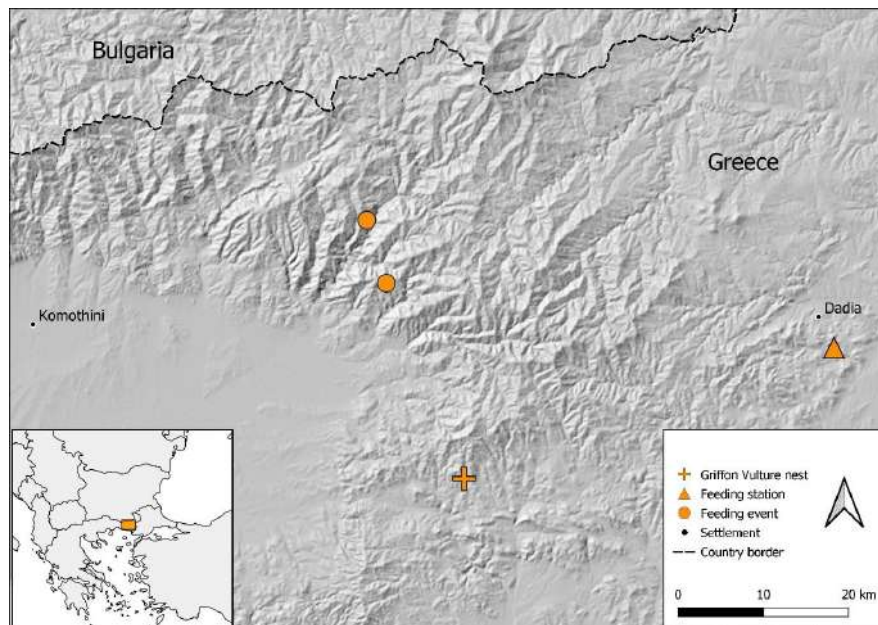 Bulgaria
Greece
Komothini
Dadia
Griffon Vulture nest
Feeding station
Feeding event
Settlement
Country border
0 10 20 km